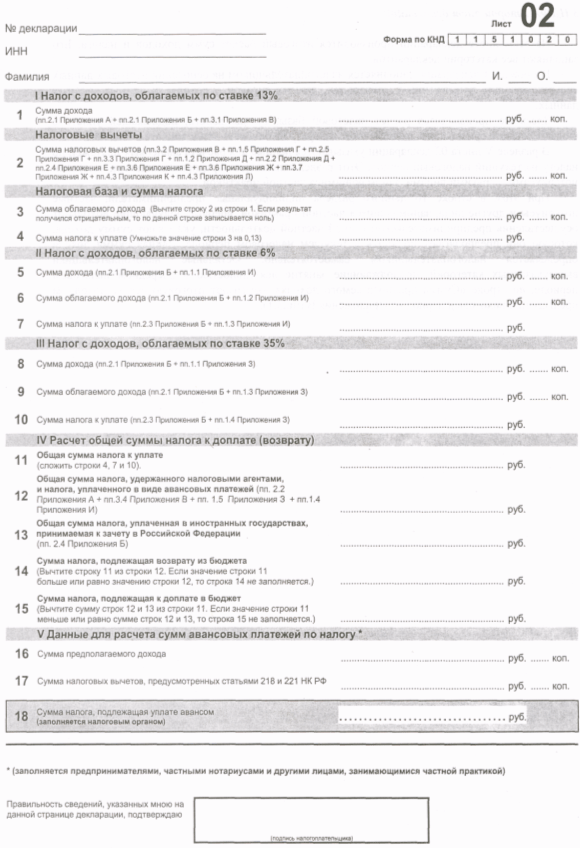 Лист 02
№ декларации
Форма по КНД 1 1 5 1 0 2 0
ИНН
Фамилия И. О.
I Налог с доходов, облагаемых по ставке 13%
1 Сумма дохода
(пп.2.1 Приложения А + пп.2.1 Приложения Б + пп.3.1 Приложения В) руб. ...... коп.
Налоговые вычеты
2 Сумма налоговых вычетов (пп.3.2 Приложения В + пп.1.5 Приложения Г + пп.2.5
Приложения Г + пп.3.3 Приложения Г + пп.1.2 Приложения Д + пп.2.2 Приложения Д +
пп.2.4 Приложения Е + пп.3.6 Приложения Е + пп.3.6 Приложения Ж + пп.3.7
Приложения Ж + пп.4.3 Приложения К + пп.4.3 Приложения Л) руб. ...... коп.
Налоговая база и сумма налога
3 Сумма облагаемого дохода (Вычтите строку 2 из строки 1. Если результат
получился отрицательным, то по данной строке записывается ноль) руб. ...... коп.
4 Сумма налога к уплате (Умножьте значение строки 3 на 0,13) руб.
II Налог с доходов, облагаемых по ставке 6%
5 Сумма дохода (пп.2.1 Приложения Б + пп.1.1 Приложения И) руб. ...... коп.
6 Сумма облагаемого дохода (пп.2.1 Приложения Б + пп.1.2 Приложения И) руб. ...... коп.
7 Сумма налога к уплате (пп.2.3 Приложения Б + пп.1.3 Приложения И) руб.
III Налог с доходов, облагаемых по ставке 35%
8 Сумма дохода (пп.2.1 Приложения Б + пп.1.1 Приложения З) руб. ...... коп.
9 Сумма облагаемого дохода (пп.2.1 Приложения Б + пп.1.3 Приложения З) руб. ...... коп.
10 Сумма налога к уплате (пп.2.3 Приложения Б + пп.1.4 Приложения З) руб.
IV Расчет общей суммы налога к доплате (возврату)
11 Общая сумма налога к уплате
(сложить строки 4, 7 и 10). руб.
12 Общая сумма налога, удержанного налоговыми агентами,
и налога, уплаченного в виде авансовых платежей (пп. 2.2
Приложения А + пп.3.4 Приложения В + пп. 1.5 Приложения З + пп.1.4
Приложения И) руб.
13 Общая сумма налога, уплаченная в иностранных государствах,
принимаемая к зачету в Российской Федерации
(пп. 2.4 Приложения Б) руб.
14 Сумма налога, подлежащая возврату из бюджета
(Вычтите строку 11 из строки 12. Если значение строки 11
больше или равно значению строки 12, то строка 14 не заполняется.) руб.
15 Сумма налога, подлежащая к доплате в бюджет
(Вычтите сумму строк 12 и 13 из строки 11. Если значение строки 11
меньше или равно сумме строк 12 и 13, то строка 15 не заполняется.) руб.
V Данные для расчета сумм авансовых платежей по налогу *
16 Сумма предполагаемого дохода руб. ...... коп.
17 Сумма налоговых вычетов, предусмотренных статьями 218 и 221 НК РФ руб. ...... коп.
18 Сумма налога, подлежащая уплате авансом
(заполняется налоговым органом) руб.
* (заполняется предпринимателями, частными нотариусами и другими лицами, занимающимися частной практикой)
Правильность сведений, указанных мною на
данной странице декларации, подтверждаю
(подпись налогоплательщика)